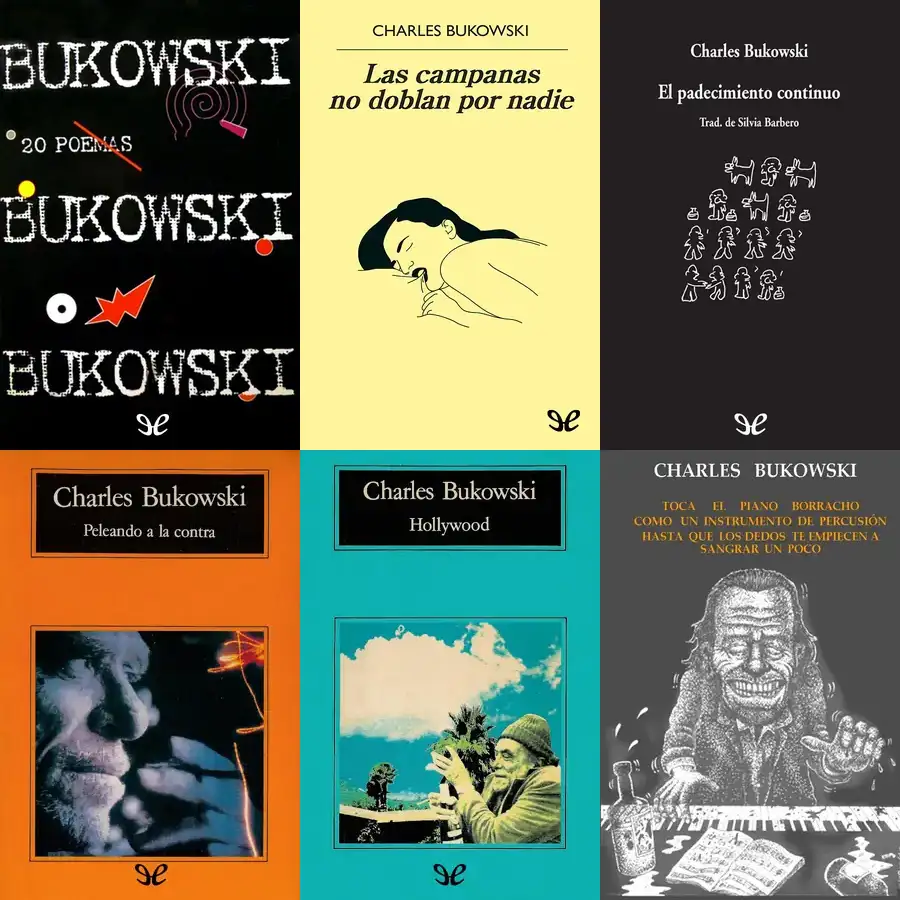 BUKOWSKI
20 POEMAS
BUKOWSKI
BUKOWSKI
CHARLES BUKOWSKI
Las campanas
no doblan por nadie
Charles Bukowski
El padecimiento continuo
Trad. de Silvia Barbero
Charles Bukowski
Peleando a la contra
Charles Bukowski
Hollywood
CHARLES BUKOWSKI
TOCA EL PIANO BORRACHO
COMO UN INSTRUMENTO DE PERCUSIÓN
HASTA QUE LOS DEDOS TE EMPIECEN A
SANGRAR UN POCO